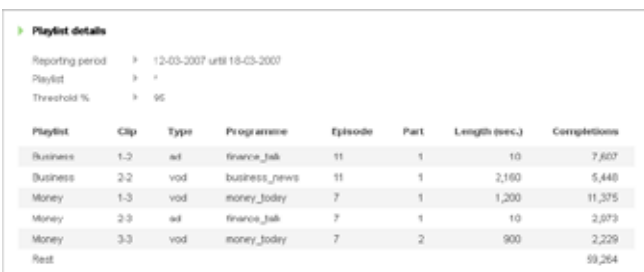 Playlist details
Reporting period 12-03-2007 until 18-03-2007
Playlist *
Threshold % 95
Playlist Clip Type Programme Episode Part Length (sec.) Completions
Business 1-2 ad finance_talk 11 1 10 7,607
Business 2-2 vod business_news 11 1 2,160 5,448
Money 1-3 vod money_today 7 1 1,200 11,375
Money 2-3 ad finance_talk 7 1 10 2,973
Money 3-3 vod money_today 7 2 900 2,229
Rest 59,264